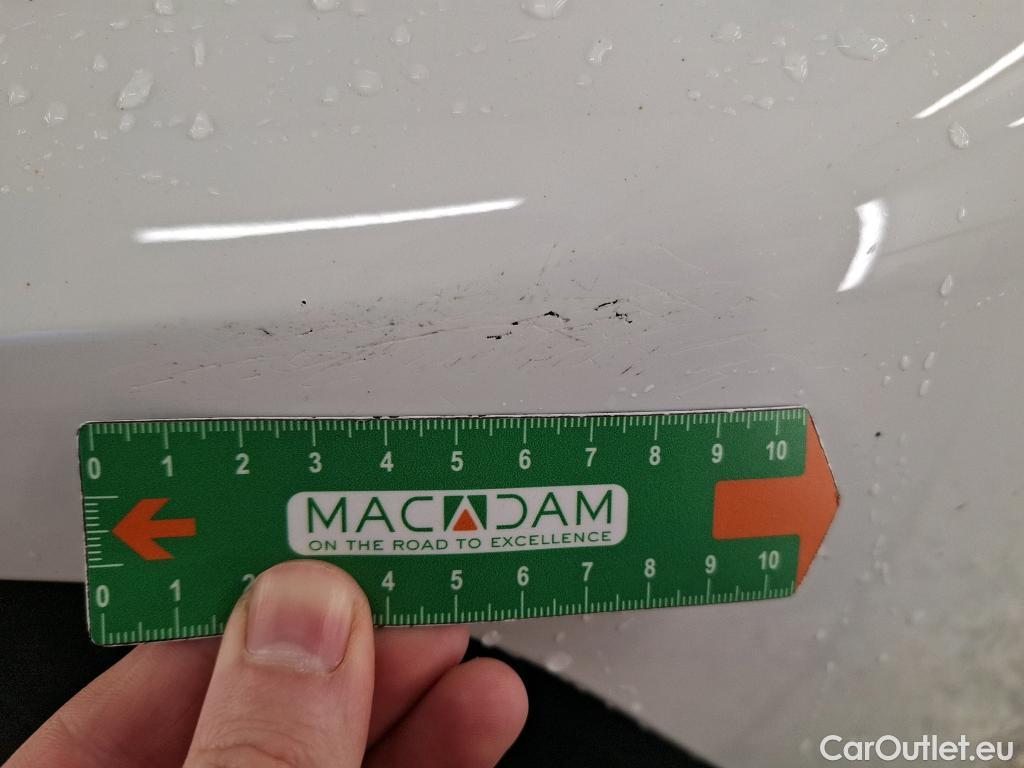 0 1 2 3 4 5 6 7 8 9 10
MACADAM
ON THE ROAD TO EXCELLENCE
0 1 2 4 5 6 7 8 9 10
CarOutlet.eu